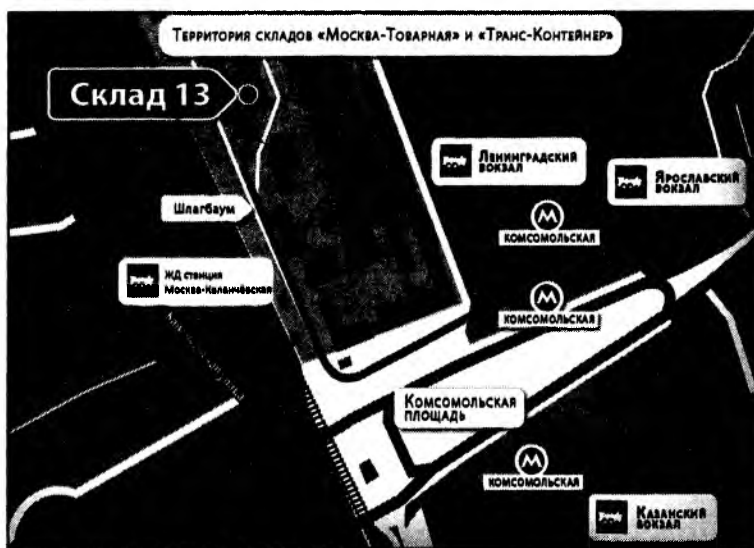 Территория складов «Москва-Товарная» и «Транс-Контейнер»
Склад 13
Ленинградский
вокзал
Ярославский
вокзал
Шлагбаум
М
КОМСОМОЛЬСКАЯ
ЖД станция
Москва-Каланчёвская
М
КОМСОМОЛЬСКАЯ
Комсомольская
площадь
М
КОМСОМОЛЬСКАЯ
Казанский
вокзал